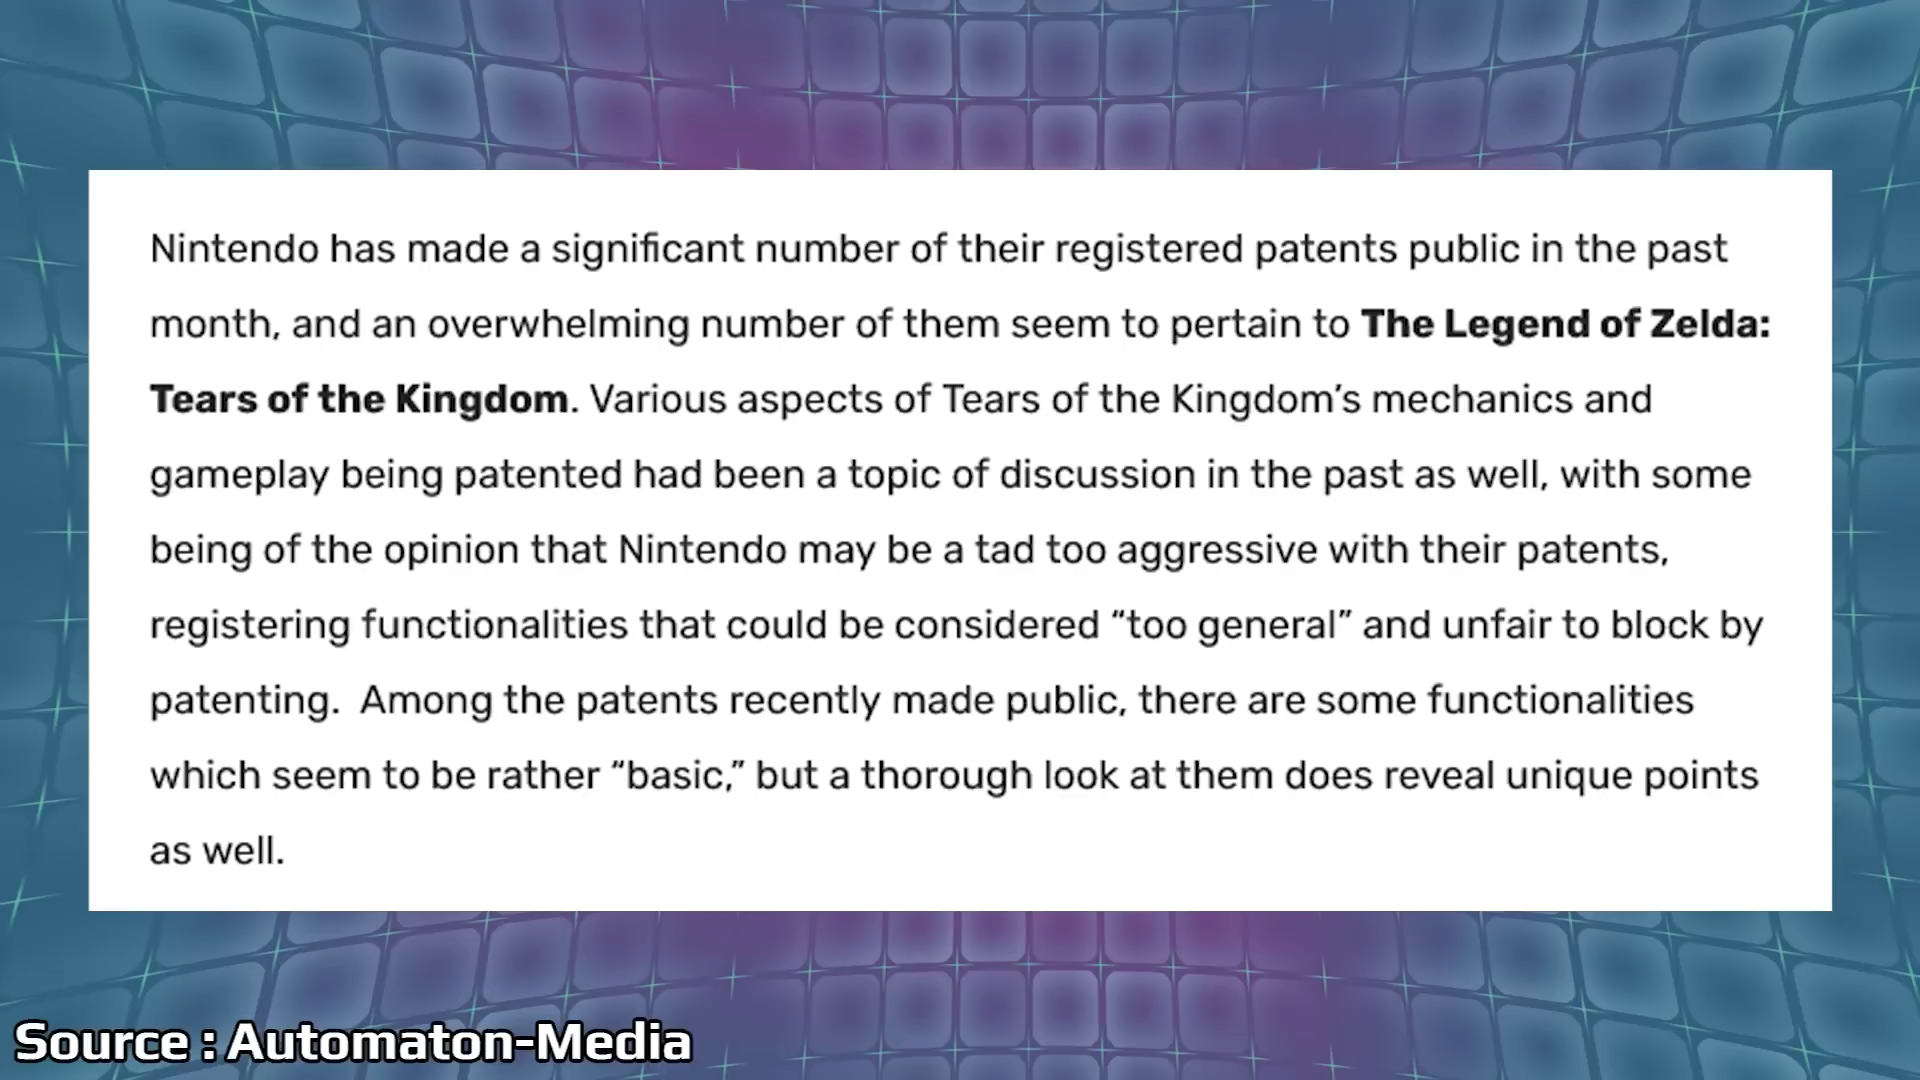 Nintendo has made a significant number of their registered patents public in the past
month, and an overwhelming number of them seem to pertain to The Legend of Zelda:
Tears of the Kingdom. Various aspects of Tears of the Kingdom’s mechanics and
gameplay being patented had been a topic of discussion in the past as well, with some
being of the opinion that Nintendo may be a tad too aggressive with their patents,
registering functionalities that could be considered “too general” and unfair to block by
patenting.  Among the patents recently made public, there are some functionalities
which seem to be rather “basic,” but a thorough look at them does reveal unique points
as well.
Source : Automaton-Media